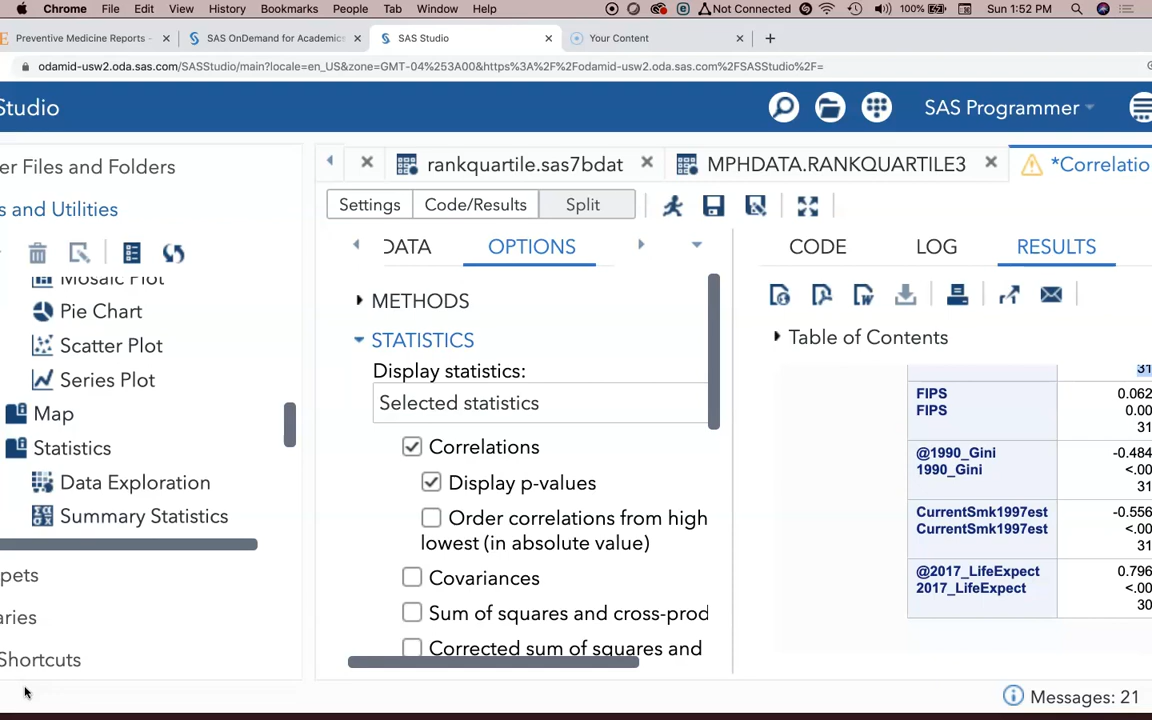 Chrome File Edit View History Bookmarks People Tab Window Help Not Connected 100% Sun 1:52 PM
Preventive Medicine Reports - SAS OnDemand for Academics SAS Studio Your Content
odamid-usw2.oda.sas.com/SASStudio/main?locale=en_US&zone=GMT-04%253A00&https%3A%2F%2Fodamid-usw2.oda.sas.com%2FSASStudio%2F=
Studio SAS Programmer
er Files and Folders
s and Utilities
Mosaic Plot
Pie Chart
Scatter Plot
Series Plot
Map
Statistics
Data Exploration
Summary Statistics
pets
aries
Shortcuts
rankquartile.sas7bdat MPHDATA.RANKQUARTILE3 *Correlatio
Settings Code/Results Split
DATA OPTIONS
METHODS
STATISTICS
Display statistics:
Selected statistics
Correlations
Display p-values
Order correlations from high
lowest (in absolute value)
Covariances
Sum of squares and cross-prod
Corrected sum of squares and
CODE LOG RESULTS
Table of Contents
31
FIPS 0.062
FIPS 0.00
31
@1990_Gini -0.484
1990_Gini <.00
31
CurrentSmk1997est -0.556
CurrentSmk1997est <.00
31
@2017_LifeExpect 0.796
2017_LifeExpect <.00
30
Messages: 21